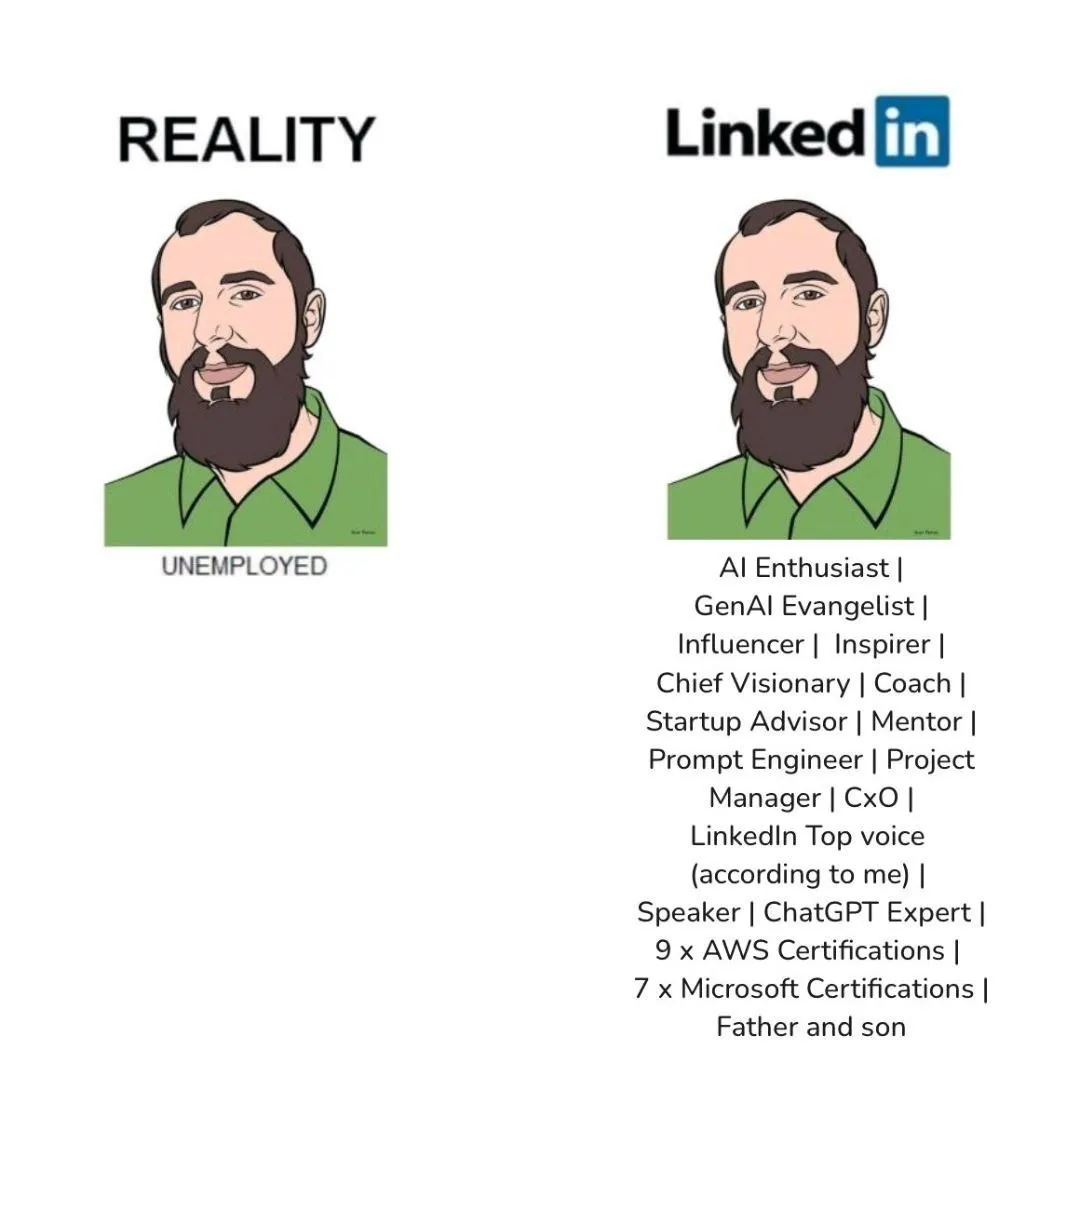 REALITY
UNEMPLOYED
Linked in
AI Enthusiast |
GenAI Evangelist |
Influencer | Inspirer |
Chief Visionary | Coach |
Startup Advisor | Mentor |
Prompt Engineer | Project
Manager | CxO |
LinkedIn Top voice
(according to me) |
Speaker | ChatGPT Expert |
9 x AWS Certifications |
7 x Microsoft Certifications |
Father and son